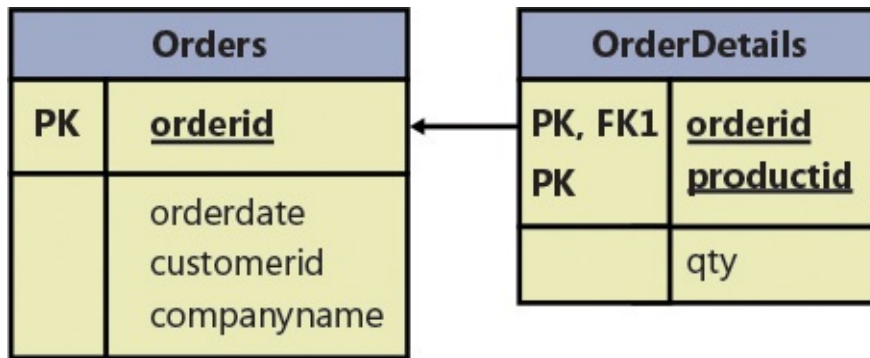 Orders
PK orderid
orderdate
customerid
companyname
OrderDetails
PK, FK1 orderid
PK productid
qty